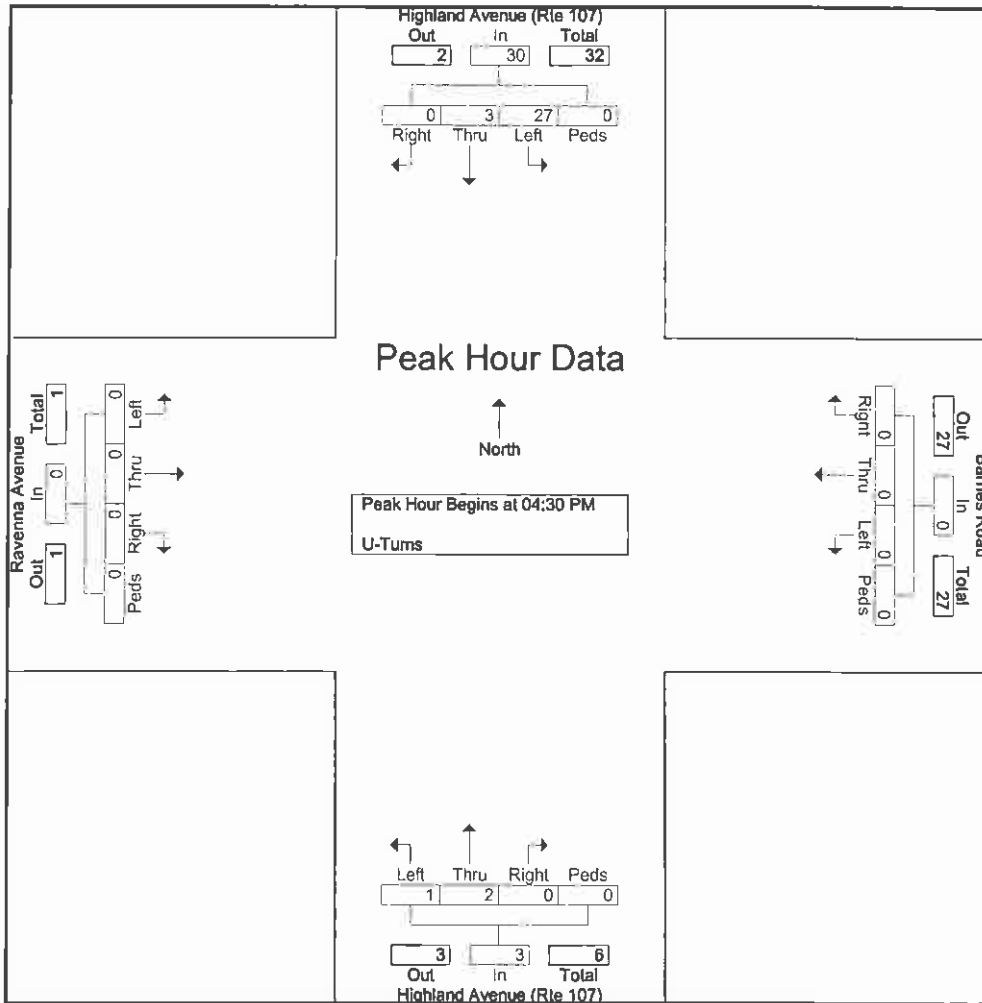 Highland Avenue (Rte 107)
Out In Total
2 30 32
0 3 27 0
Right Thru Left Peds
Peak Hour Data
North
Peak Hour Begins at 04:30 PM
U-Turns
Ravenna Avenue
Out In Total
1 0 1
0 0 0 0
Left Thru Right Peds
Road
Out In Total
27 0 27
Right Thru Left Peds
0 0 0 0
Left Thru Right Peds
1 2 0 0
3 3 6
Out In Total
Highland Avenue (Rte 107)